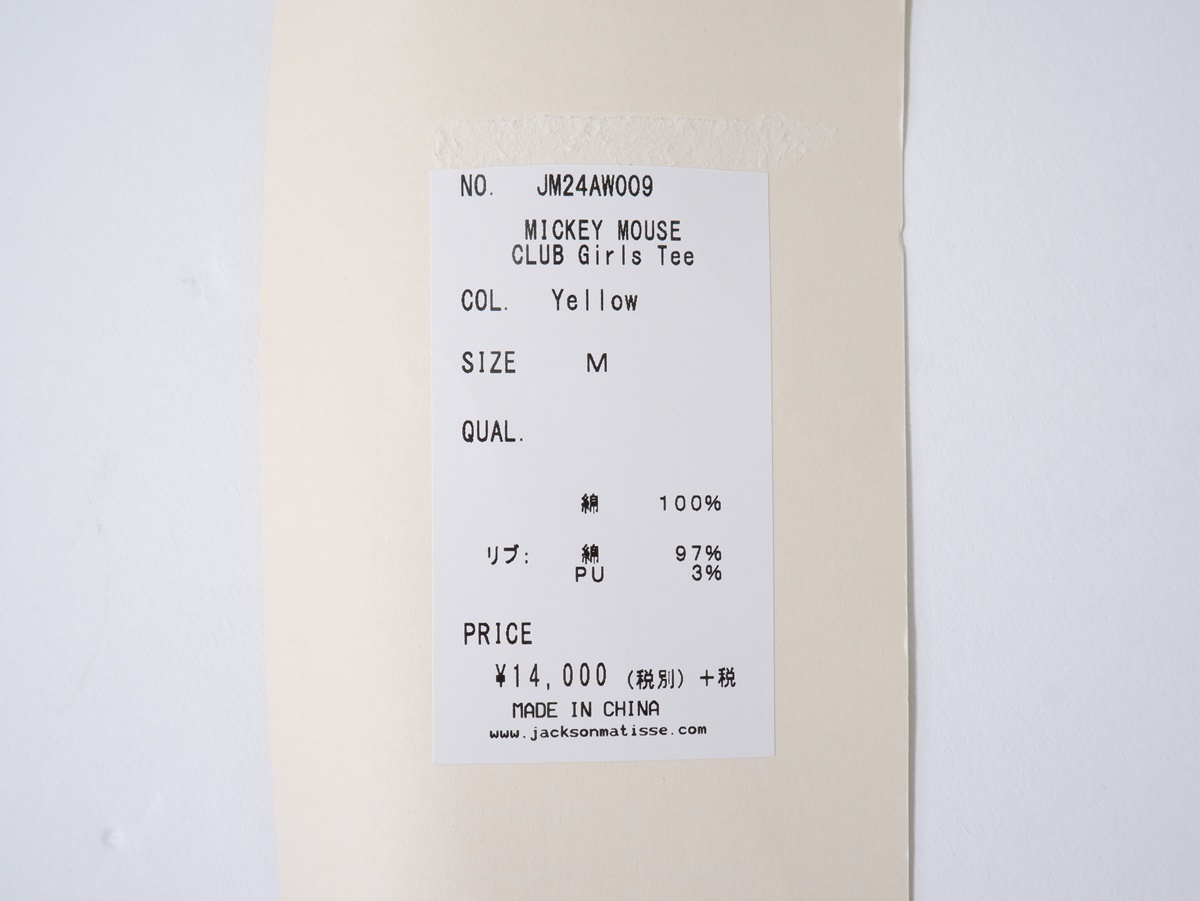 NO. JM24AW009
MICKEY MOUSE
CLUB Girls Tee
COL. Yellow
SIZE M
QUAL.
綿 100%
リブ: 綿 97%
PU 3%
PRICE
¥14,000 (税別) +税
MADE IN CHINA
www.jacksonmatisse.com